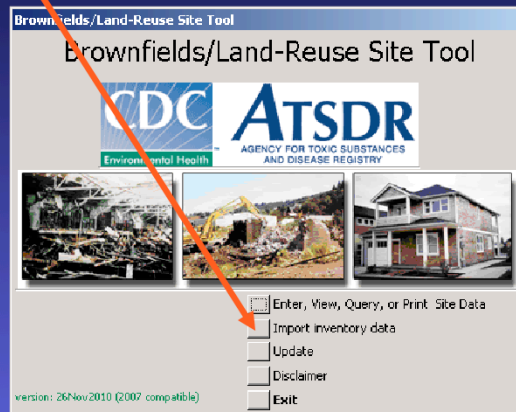 Brownfields/Land-Reuse Site Tool
Brownfields/Land-Reuse Site Tool
CDC ATSDR
Environmental Health
AGENCY FOR TOXIC SUBSTANCES
AND DISEASE REGISTRY
Enter, View, Query, or Print Site Data
Import inventory data
Update
Disclaimer
version: 26Nov2010 (2007 compatible)
Exit